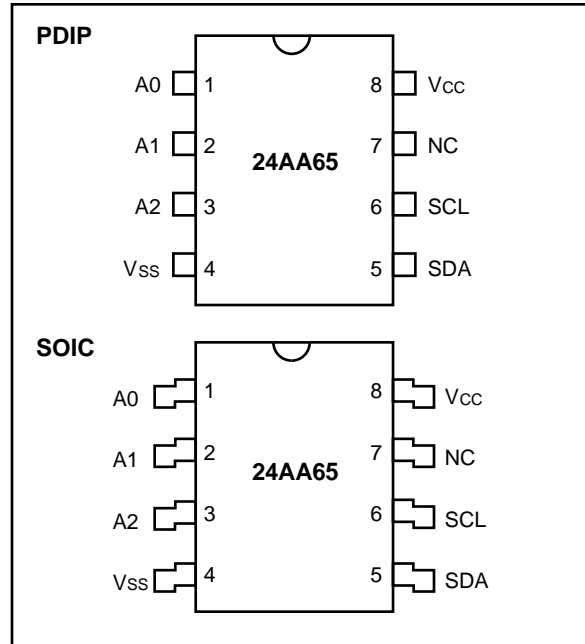 PDIP
A0 1 8 VCC
A1 2 7 NC
24AA65
A2 3 6 SCL
VSS 4 5 SDA
SOIC
A0 1 8 VCC
A1 2 7 NC
24AA65
A2 3 6 SCL
VSS 4 5 SDA